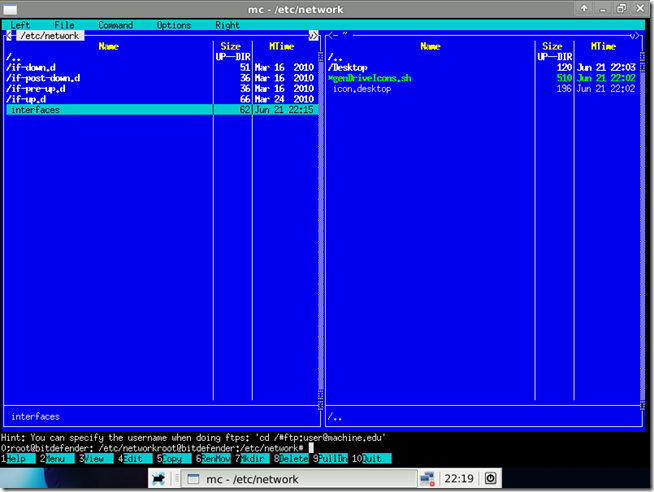 mc - /etc/network
Left File Command Options Right
/etc/network
Name Size MTime
/.. UP--DIR
/if-down.d 51 Mar 16 2010
/if-post-down.d 36 Mar 16 2010
/if-pre-up.d 36 Mar 16 2010
/if-up.d 66 Mar 24 2010
interfaces 62 Jun 21 22:15
interfaces
<- ~ v>
Name Size MTime
/.. UP--DIR
/Desktop 120 Jun 21 22:03
*genDriveIcons.sh 510 Jun 21 22:02
icon.desktop 196 Jun 21 22:02
/..
Hint: You can specify the username when doing ftps: 'cd /#ftp:user@machine.edu'
0;root@bitdefender: /etc/networkroot@bitdefender:/etc/network#
1Help 2Menu 3View 4Edit 5Copy 6RenMov 7Mkdir 8Delete 9PullDn 10Quit
mc - /etc/network 22:19